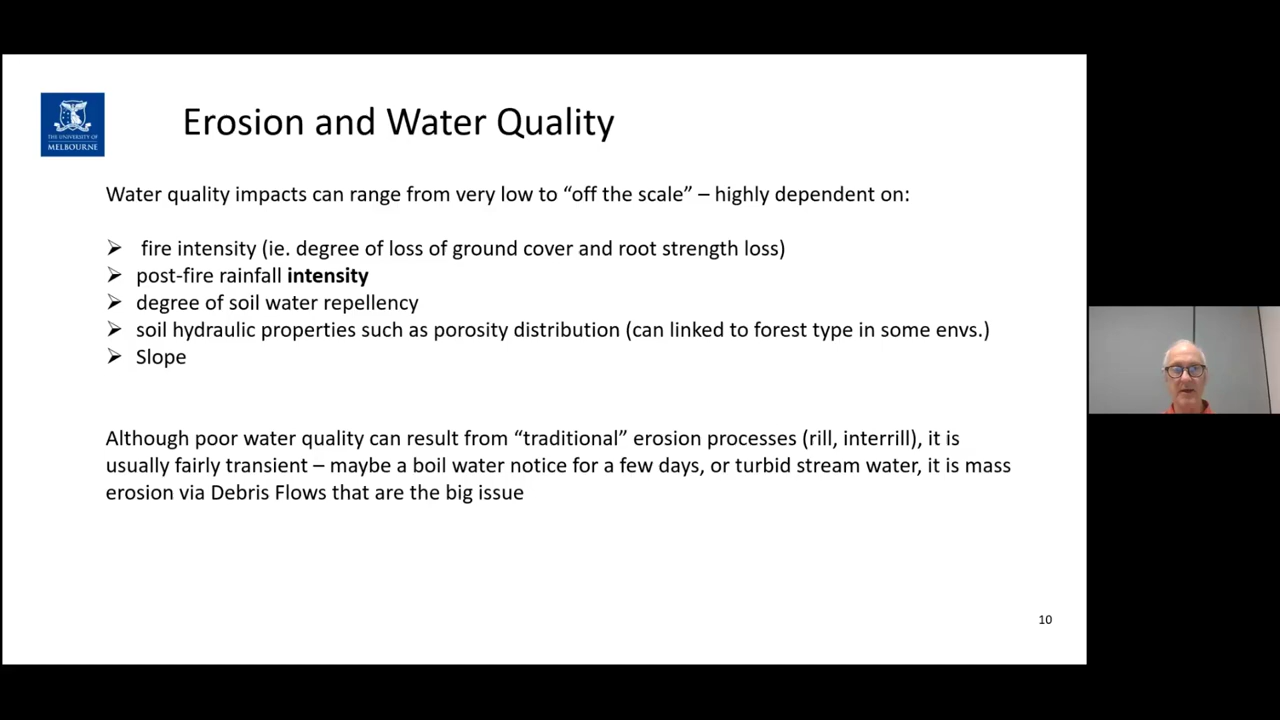 THE UNIVERSITY OF
MELBOURNE
Erosion and Water Quality
Water quality impacts can range from very low to “off the scale” – highly dependent on:
➢ fire intensity (ie. degree of loss of ground cover and root strength loss)
➢ post-fire rainfall intensity
➢ degree of soil water repellency
➢ soil hydraulic properties such as porosity distribution (can linked to forest type in some envs.)
➢ Slope
Although poor water quality can result from “traditional” erosion processes (rill, interrill), it is
usually fairly transient – maybe a boil water notice for a few days, or turbid stream water, it is mass
erosion via Debris Flows that are the big issue
10